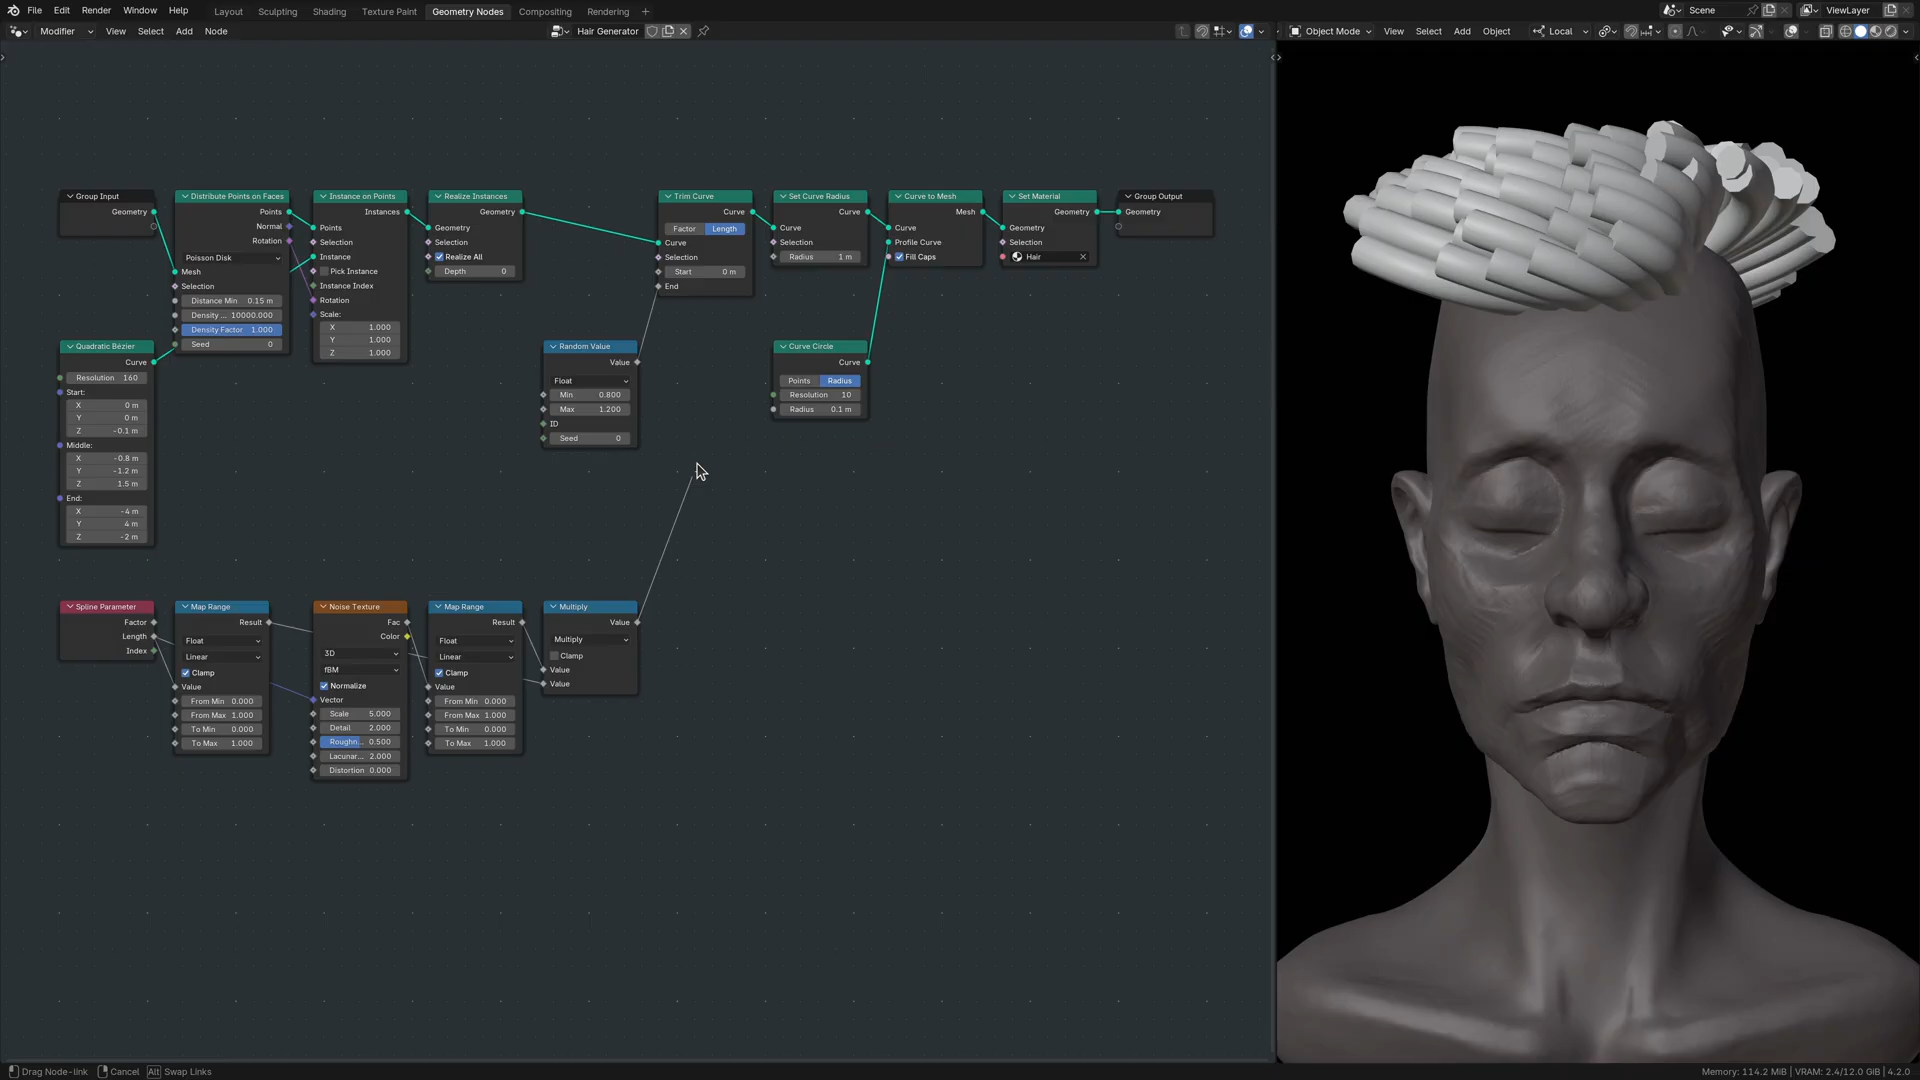 File Edit Render Window Help Layout Sculpting Shading Texture Paint Geometry Nodes Compositing Rendering + Scene ViewLayer
Modifier View Select Add Node Hair Generator Object Mode View Select Add Object Local
Group Input
Geometry
Distribute Points on Faces
Points
Normal
Rotation
Poisson Disk
Mesh
Selection
Distance Min 0.15 m
Density ... 10000.000
Density Factor 1.000
Seed 0
Instance on Points
Instances
Points
Selection
Instance
Pick Instance
Instance Index
Rotation
Scale:
X 1.000
Y 1.000
Z 1.000
Realize Instances
Geometry
Geometry
Selection
Realize All
Depth 0
Trim Curve
Curve
Factor Length
Curve
Selection
Start 0 m
End
Set Curve Radius
Curve
Curve
Selection
Radius 1 m
Curve to Mesh
Mesh
Curve
Profile Curve
Fill Caps
Set Material
Geometry
Geometry
Selection
Hair
Group Output
Geometry
Quadratic Bézier
Curve
Resolution 160
Start:
X 0 m
Y 0 m
Z -0.1 m
Middle:
X -0.8 m
Y -1.2 m
Z 1.5 m
End:
X -4 m
Y 4 m
Z -2 m
Random Value
Value
Float
Min 0.800
Max 1.200
ID
Seed 0
Curve Circle
Curve
Points Radius
Resolution 10
Radius 0.1 m
Spline Parameter
Factor
Length
Index
Map Range
Result
Float
Linear
Clamp
Value
From Min 0.000
From Max 1.000
To Min 0.000
To Max 1.000
Noise Texture
Fac
Color
3D
fBM
Normalize
Vector
Scale 5.000
Detail 2.000
Roughn... 0.500
Lacunar... 2.000
Distortion 0.000
Map Range
Result
Float
Linear
Clamp
Value
From Min 0.000
From Max 1.000
To Min 0.000
To Max 1.000
Multiply
Value
Multiply
Clamp
Value
Value
Drag Node-link Cancel Alt Swap Links Memory: 114.2 MiB | VRAM: 2.4/12.0 GiB | 4.2.0